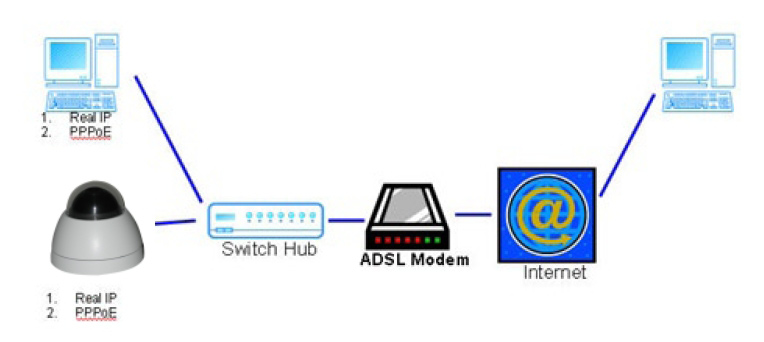 1. Real IP
2. PPPoE
Switch Hub
ADSL Modem
Internet
1. Real IP
2. PPPoE